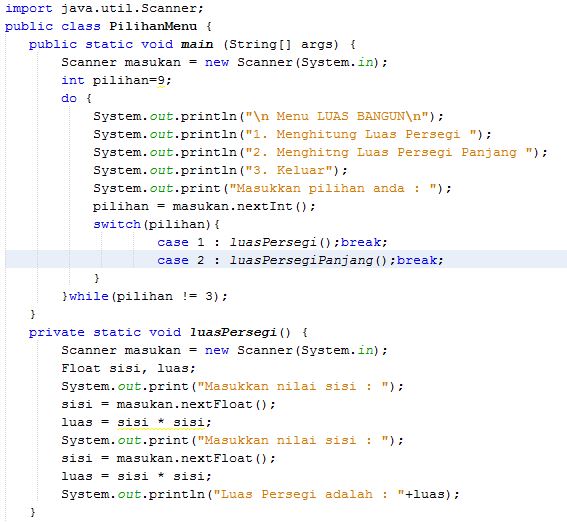 import java.util.Scanner;
public class PilihanMenu {
public static void main (String[] args) {
Scanner masukan = new Scanner(System.in);
int pilihan=9;
do {
System.out.println("\n Menu LUAS BANGUN\n");
System.out.println("1. Menghitung Luas Persegi ");
System.out.println("2. Menghitng Luas Persegi Panjang ");
System.out.println("3. Keluar");
System.out.print("Masukkan pilihan anda : ");
pilihan = masukan.nextInt();
switch(pilihan){
case 1 : luasPersegi();break;
case 2 : luasPersegiPanjang();break;
}
}while(pilihan != 3);
}
private static void luasPersegi() {
Scanner masukan = new Scanner(System.in);
Float sisi, luas;
System.out.print("Masukkan nilai sisi : ");
sisi = masukan.nextFloat();
luas = sisi * sisi;
System.out.print("Masukkan nilai sisi : ");
sisi = masukan.nextFloat();
luas = sisi * sisi;
System.out.println("Luas Persegi adalah : "+luas);
}